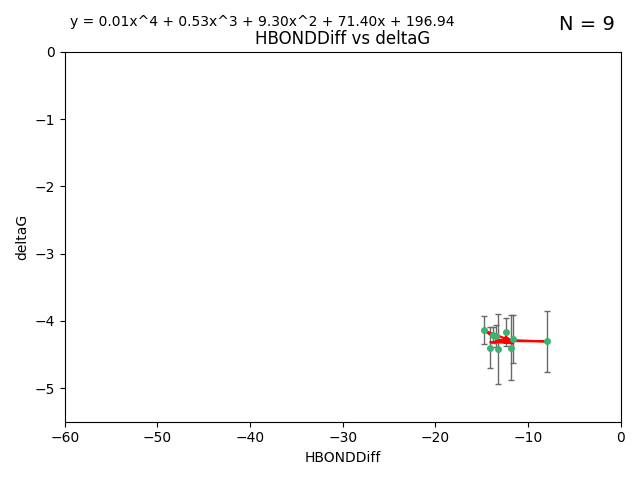 y = 0.01x^4 + 0.53x^3 + 9.30x^2 + 71.40x + 196.94
N = 9
HBONDDiff vs deltaG
0
−1
−2
−3
−4
−5
deltaG
−60
−50
−40
−30
−20
−10
0
HBONDDiff